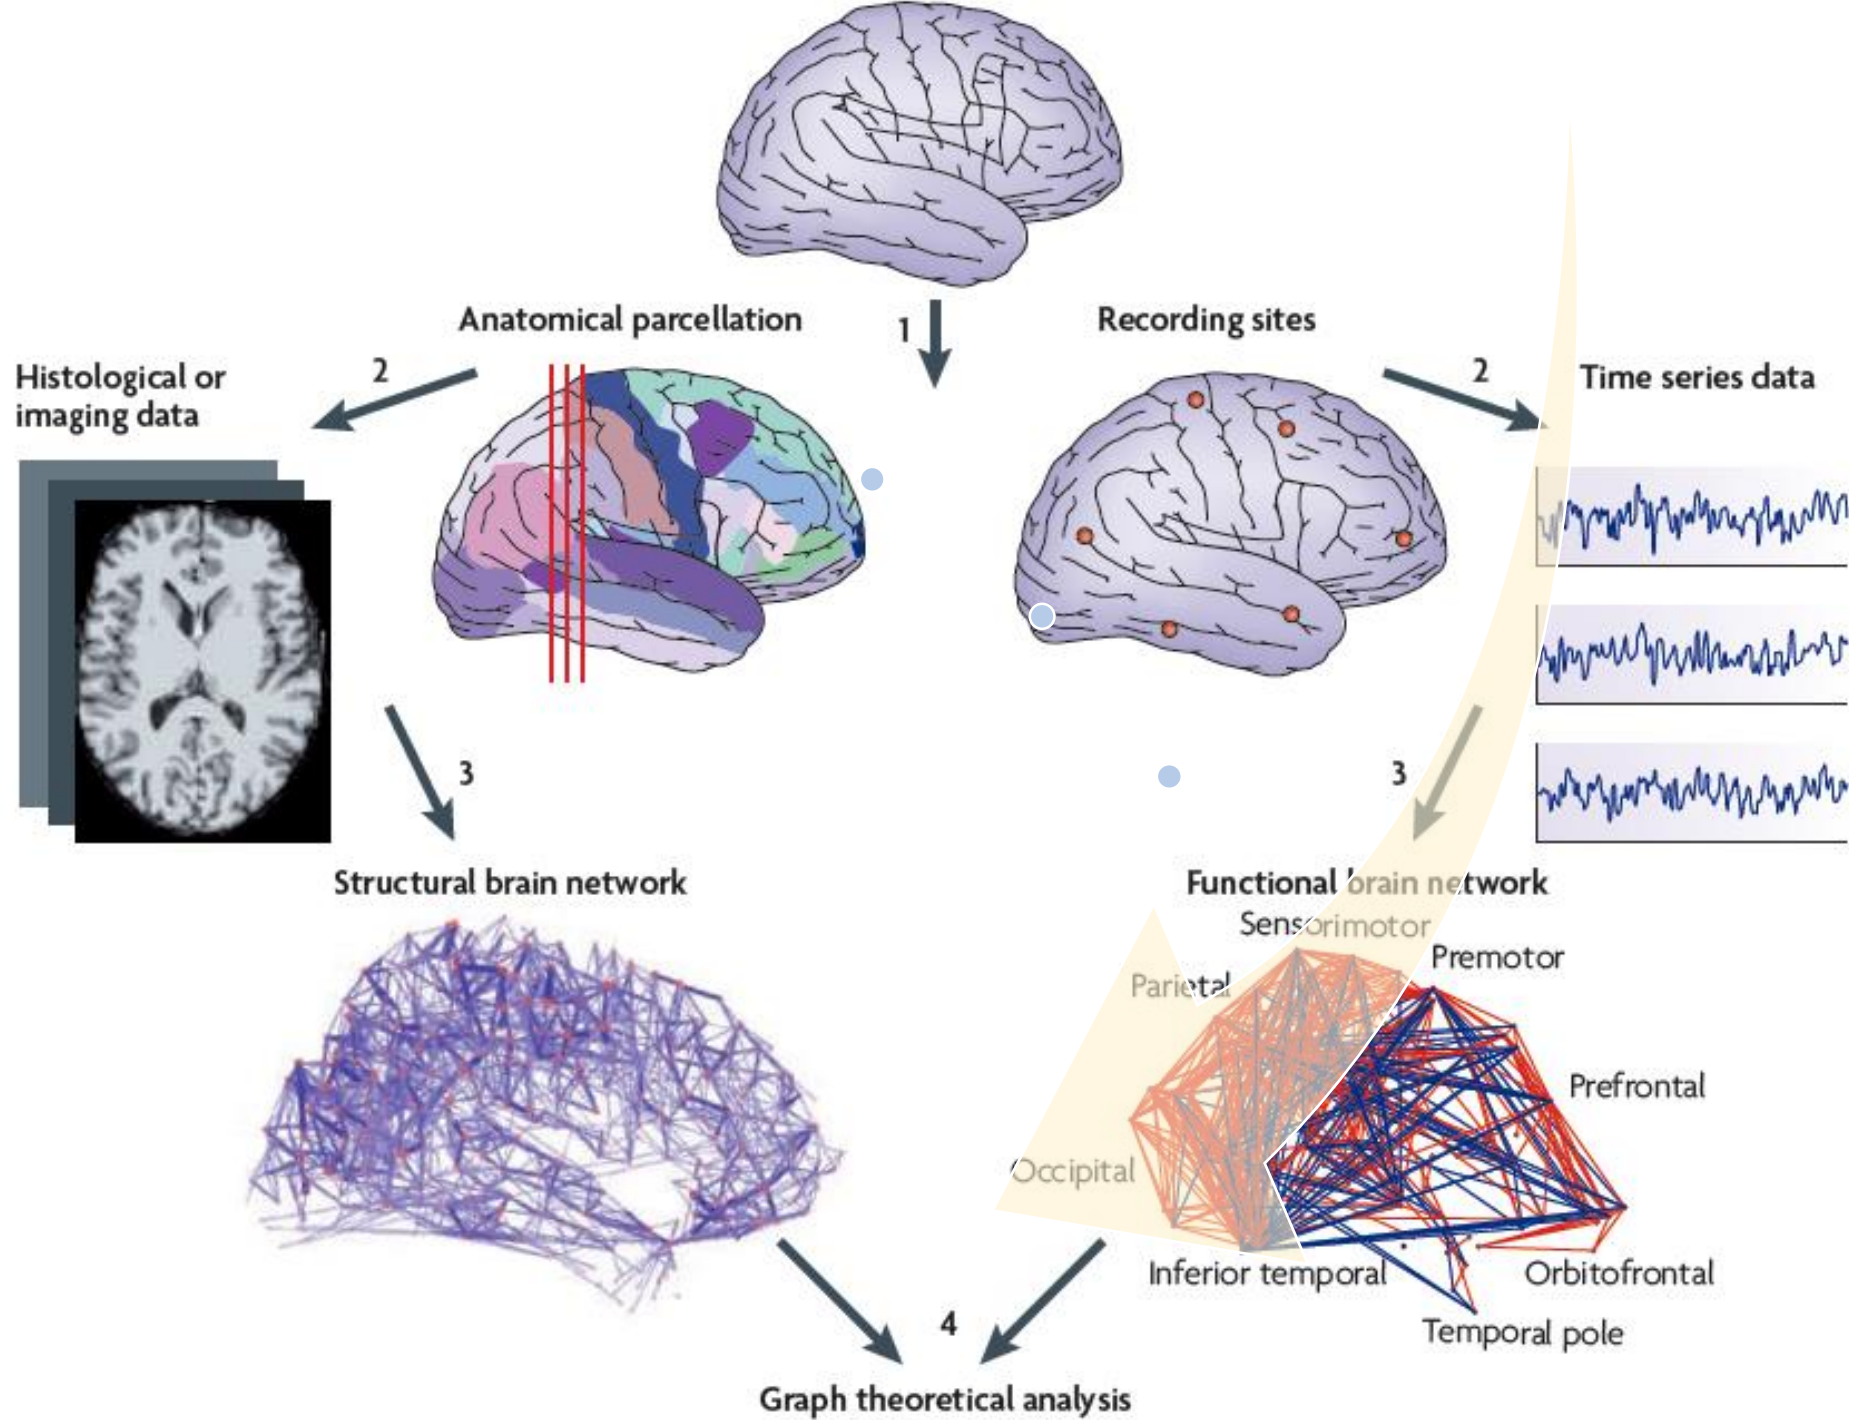 Anatomical parcellation
1
Recording sites
2
Histological or
imaging data
2
Time series data
3
3
Structural brain network
Functional brain network
Sensorimotor
Premotor
Parietal
Prefrontal
Occipital
Inferior temporal
Orbitofrontal
Temporal pole
4
Graph theoretical analysis